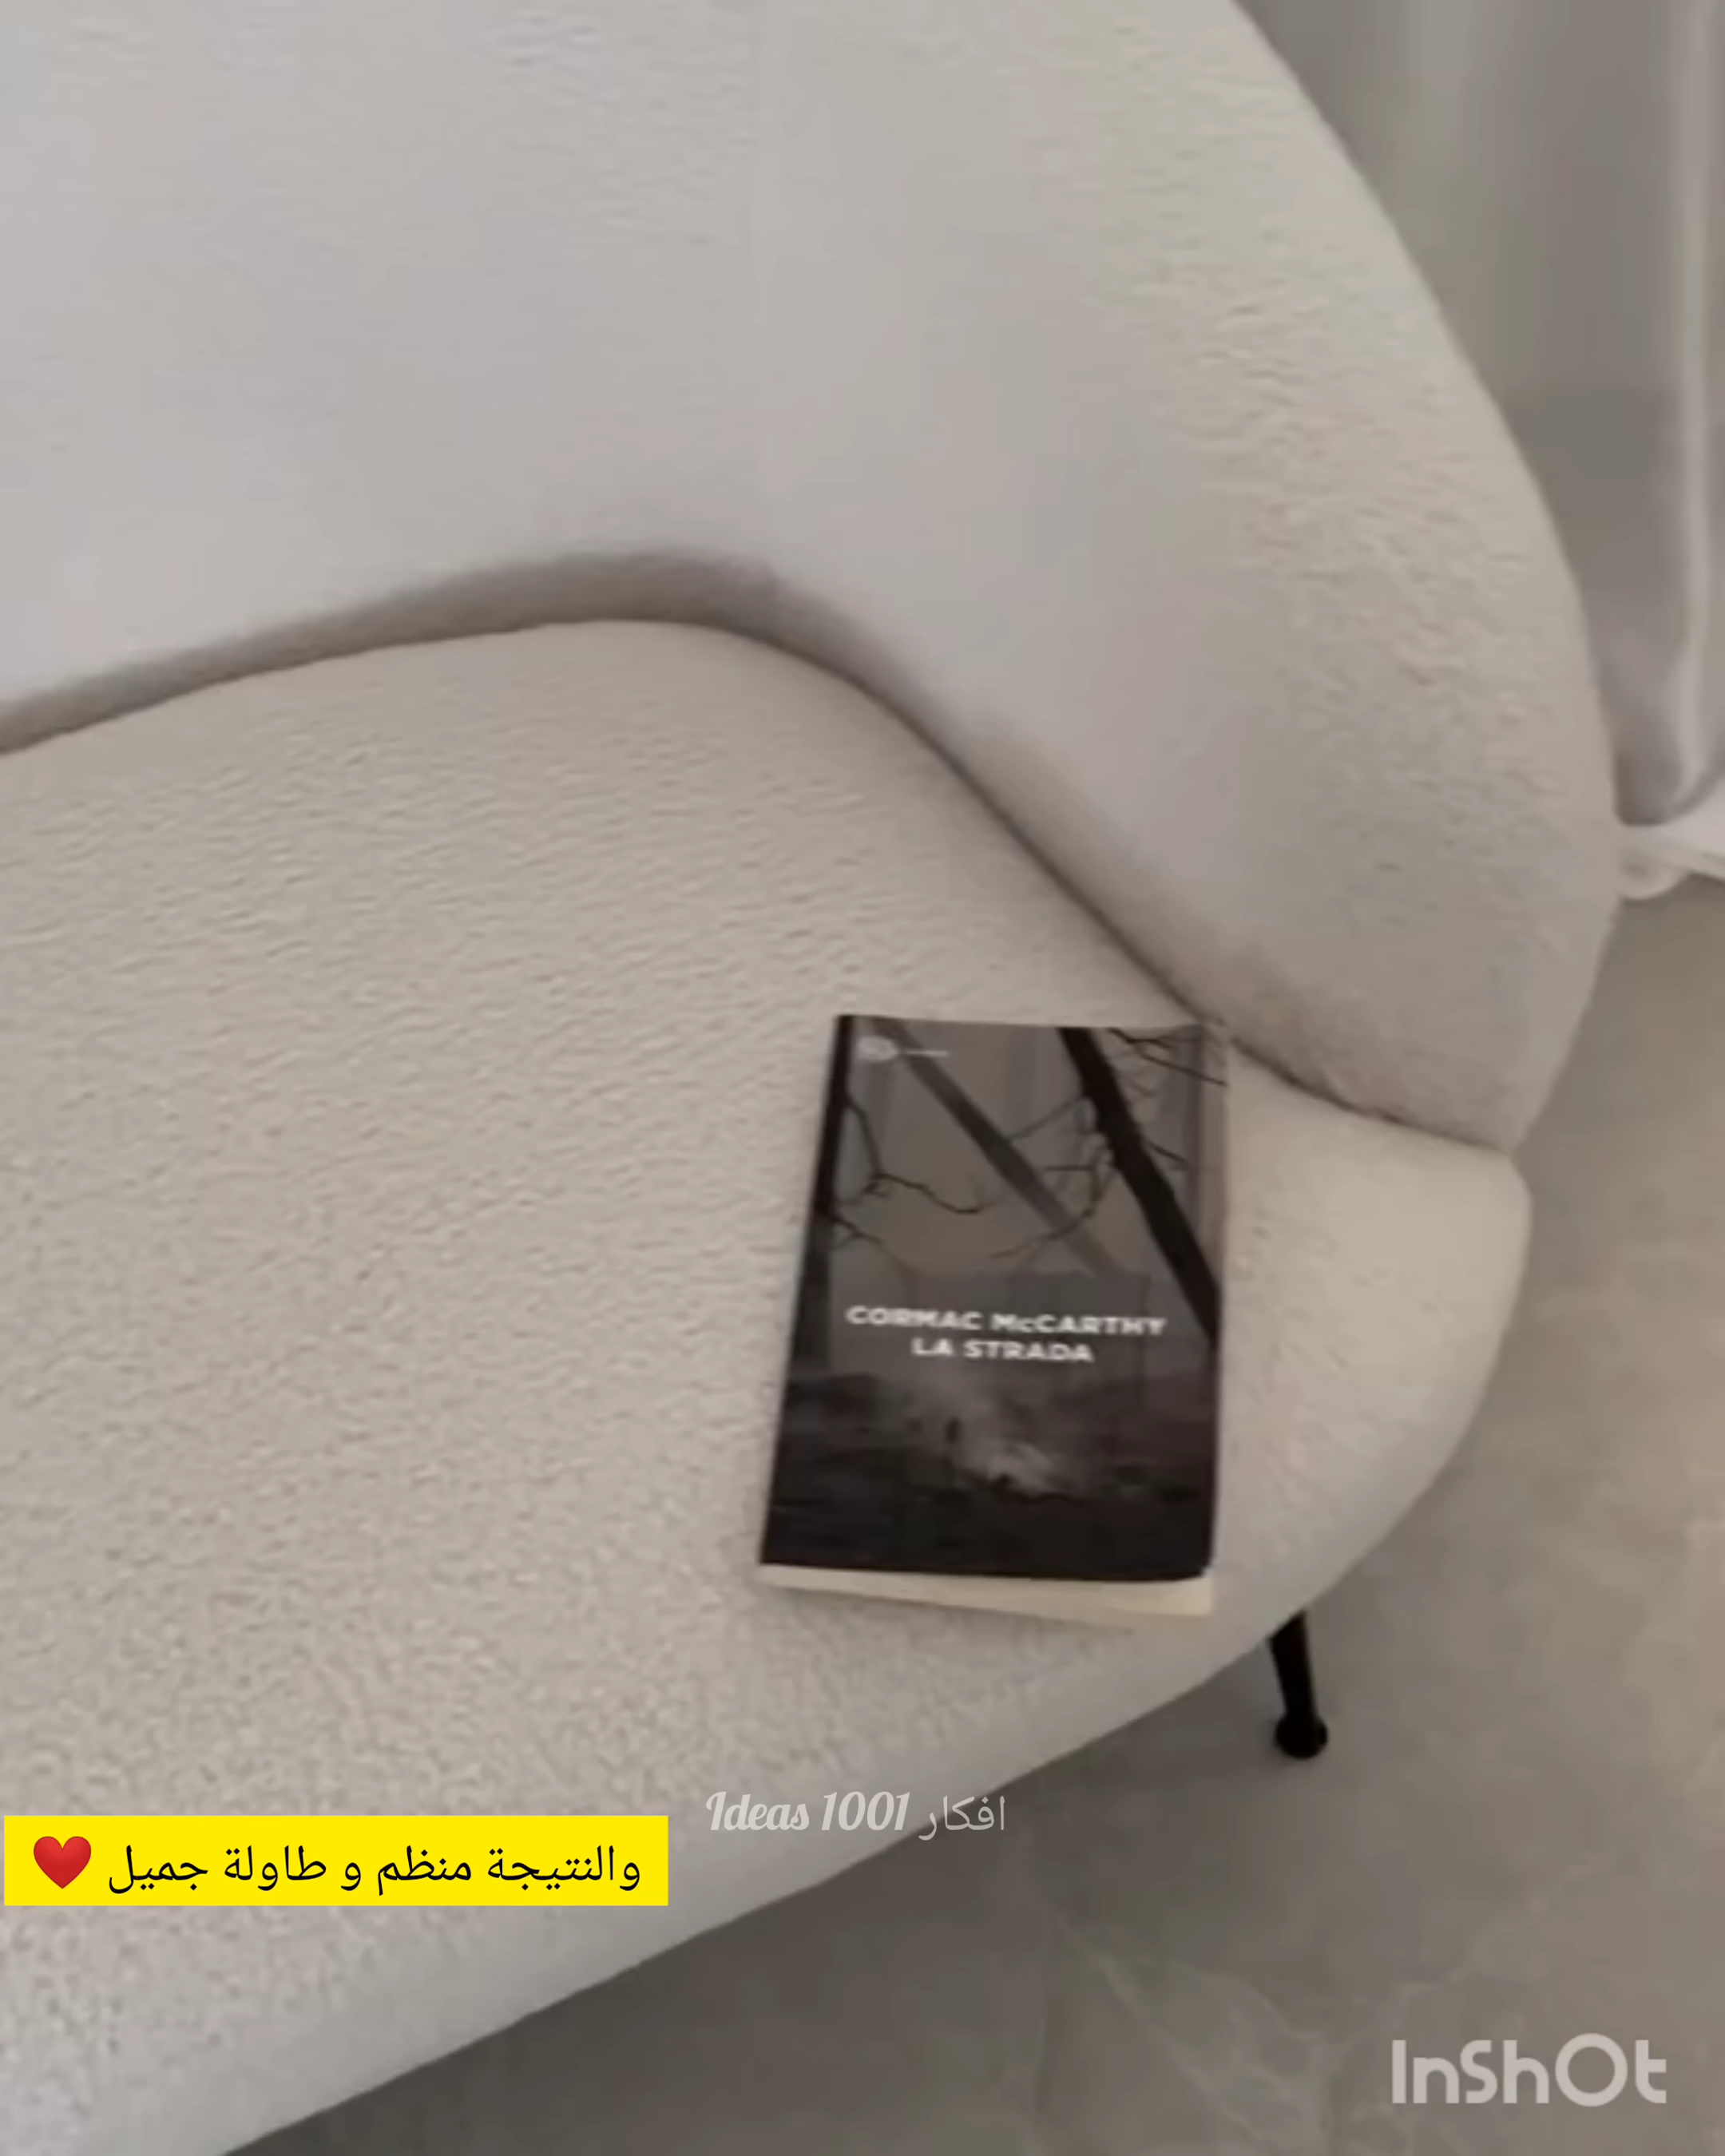 CORMAC McCARTHY
LA STRADA
افكار Ideas 1001
والنتيجة منظم و طاولة جميل ❤️
InShOt